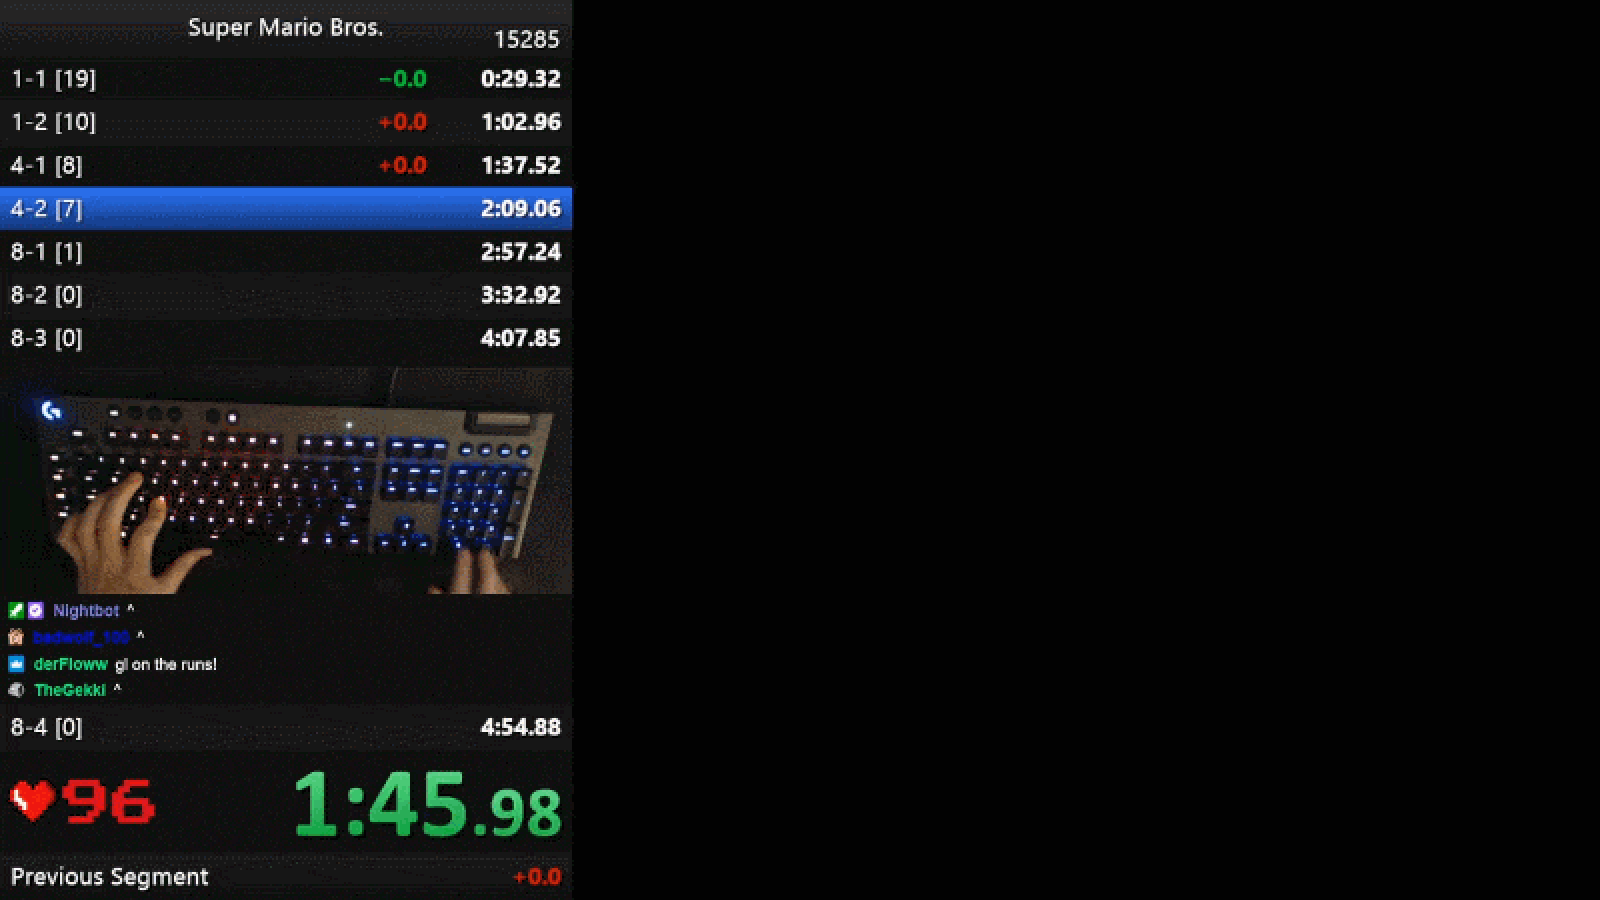 Super Mario Bros.
15285
1-1 [19] −0.0 0:29.32
1-2 [10] +0.0 1:02.96
4-1 [8] +0.0 1:37.52
4-2 [7] 2:09.06
8-1 [1] 2:57.24
8-2 [0] 3:32.92
8-3 [0] 4:07.85
Nightbot ^
badwolf_100 ^
derFloww gl on the runs!
TheGekki ^
8-4 [0] 4:54.88
96 1:45.98
Previous Segment +0.0